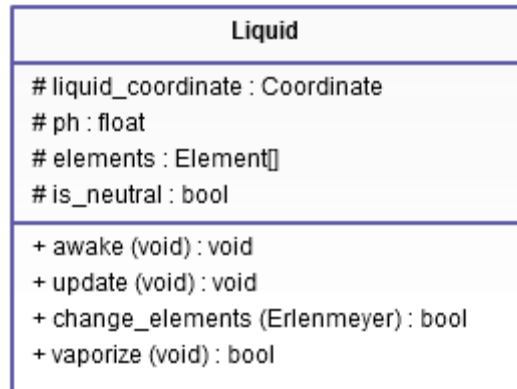 Liquid
# liquid_coordinate : Coordinate
# ph : float
# elements : Element[]
# is_neutral : bool
+ awake (void) : void
+ update (void) : void
+ change_elements (Erlenmeyer) : bool
+ vaporize (void) : bool